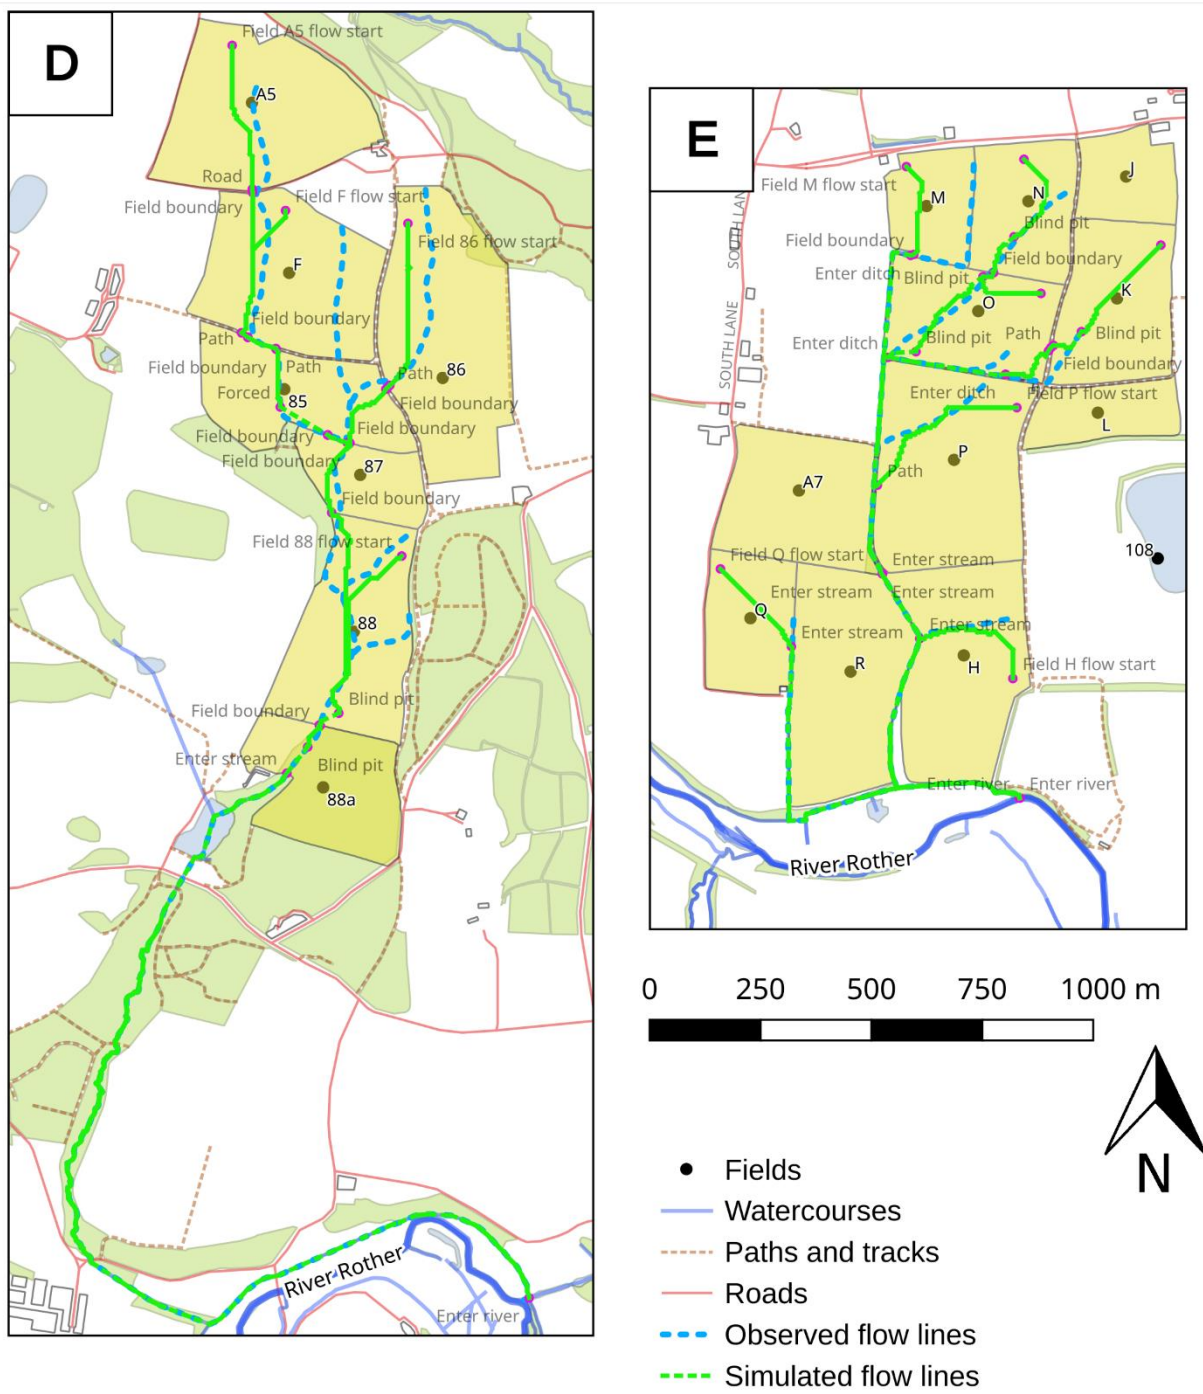 D
Field A5 flow start
A5
Road
Field boundary
Field F flow start
Field 86 flow start
F
Field boundary
Path
Field boundary
Path
Path
86
Forced
85
Field boundary
Field boundary
Field boundary
Field boundary
87
Field boundary
Field 88 flow start
88
Blind pit
Field boundary
Enter stream
Blind pit
88a
River Rother
Enter river
E
SOUTH LAN
SOUTH LANE
J
Field M flow start
M
N
Blind pit
Field boundary
Field boundary
Enter ditch
Blind pit
K
O
Enter ditch
Blind pit
Path
Blind pit
Field boundary
Enter ditch
Field P flow start
L
P
Path
A7
108
Field Q flow start
Enter stream
Enter stream
Enter stream
Q
Enter stream
Enter stream
R
H
Field H flow start
Enter river
Enter river
River Rother
0 250 500 750 1000 m
N
Fields
Watercourses
Paths and tracks
Roads
Observed flow lines
Simulated flow lines